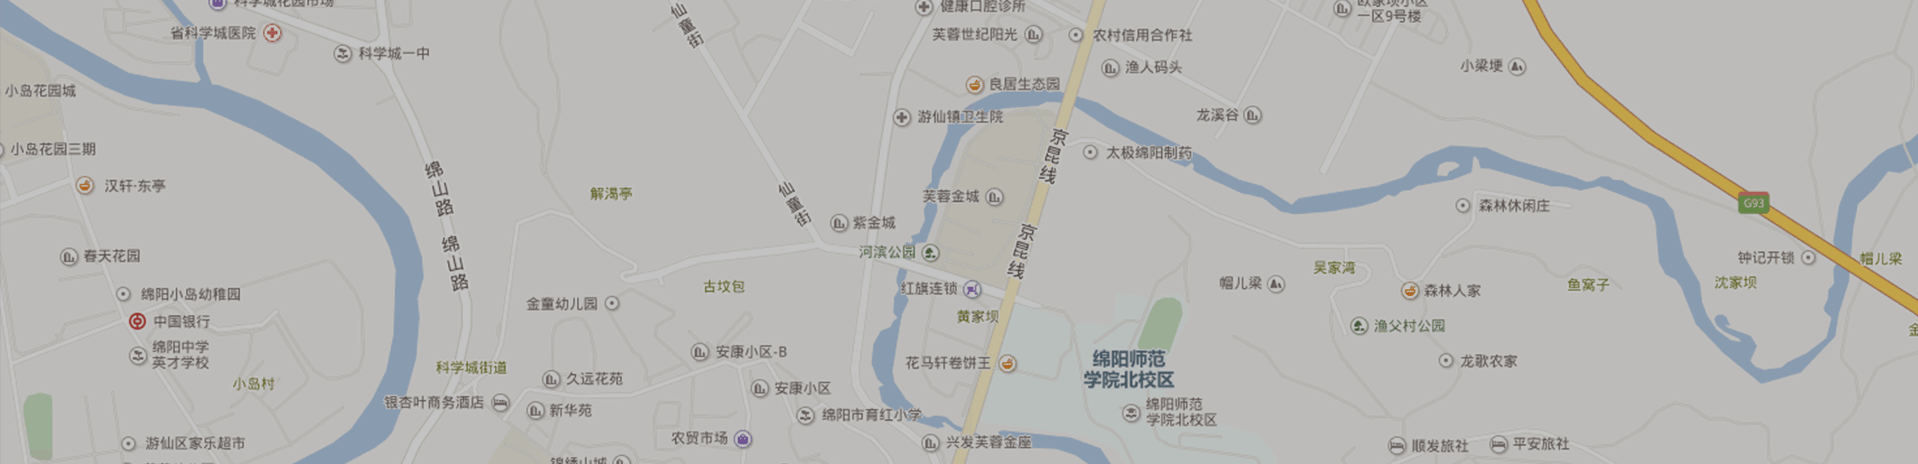 科学城花园市场
省科学城医院
科学城一中
小岛花园城
小岛花园三期
汉轩·东亭
春天花园
绵阳小岛幼稚园
中国银行
绵阳中学
英才学校
小岛村
游仙区家乐超市
绵山路
绵山路
仙童街
仙童街
解渴亭
古坟包
金童幼儿园
科学城街道
银杏叶商务酒店
久远花苑
新华苑
安康小区-B
安康小区
绵阳市育红小学
农贸市场
锦绣山城
健康口腔诊所
芙蓉世纪阳光
农村信用合作社
渔人码头
良居生态园
游仙镇卫生院
龙溪谷
太极绵阳制药
京昆线
京昆线
芙蓉金城
紫金城
河滨公园
红旗连锁
黄家坝
花马轩卷饼王
兴发芙蓉金座
绵阳师范
学院北校区
绵阳师范
学院北校区
一区9号楼
小梁埂
G93
森林休闲庄
吴家湾
帽儿梁
森林人家
渔父村公园
龙歌农家
鱼窝子
沈家坝
钟记开锁
帽儿梁
顺发旅社
平安旅社